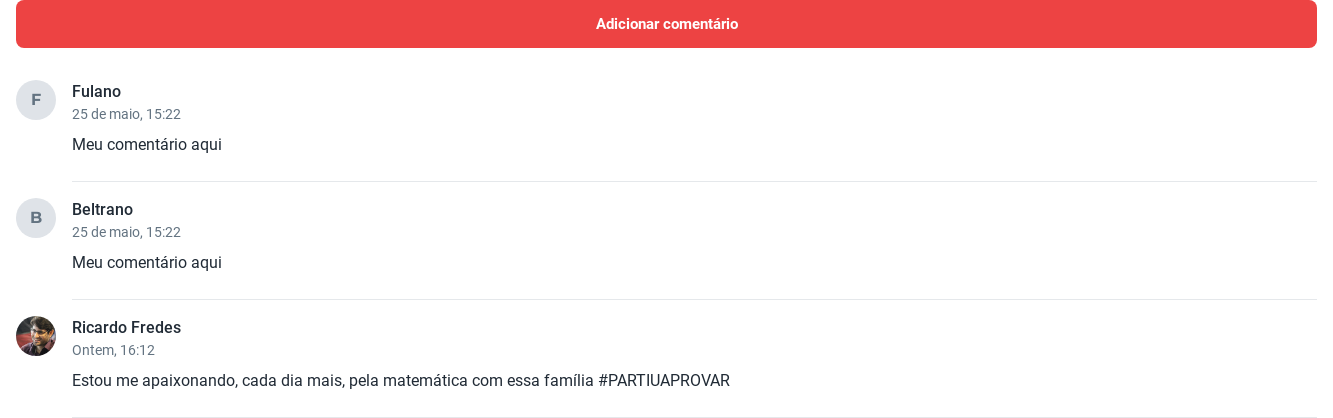 Adicionar comentário
F
Fulano
25 de maio, 15:22
Meu comentário aqui
B
Beltrano
25 de maio, 15:22
Meu comentário aqui
Ricardo Fredes
Ontem, 16:12
Estou me apaixonando, cada dia mais, pela matemática com essa família #PARTIUAPROVAR